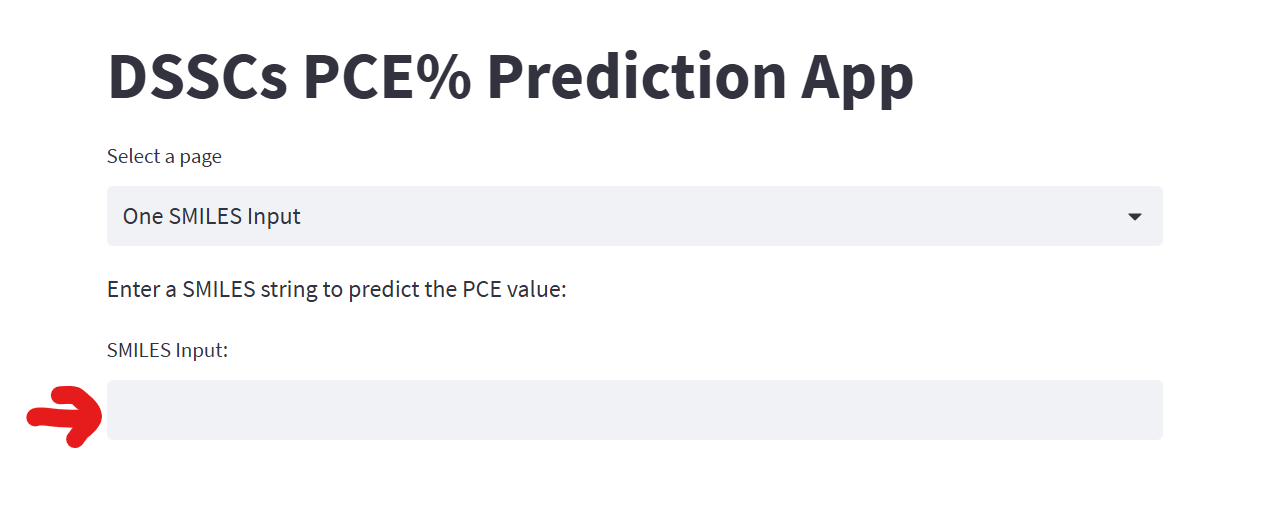 DSSCs PCE% Prediction App
Select a page
One SMILES Input
Enter a SMILES string to predict the PCE value:
SMILES Input: